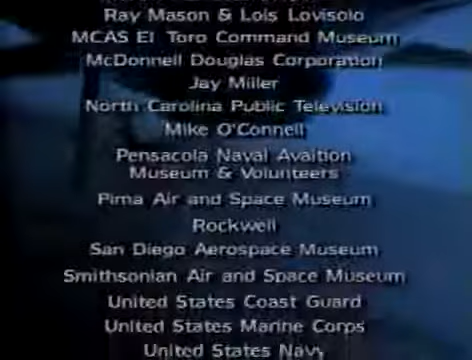 Ray Mason & Lois Lovisolo
MCAS El Toro Command Museum
McDonnell Douglas Corporation
Jay Miller
North Carolina Public Television
Mike O'Connell
Pensacola Naval Avaition
Museum & Volunteers
Pima Air and Space Museum
Rockwell
San Diego Aerospace Museum
Smithsonian Air and Space Museum
United States Coast Guard
United States Marine Corps
United States Navy